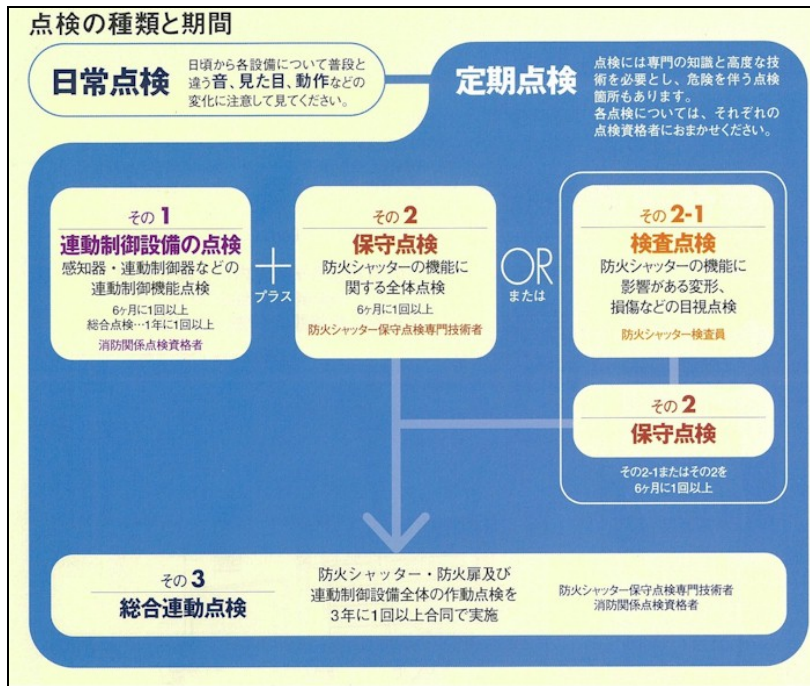 点検の種類と期間
日常点検
日頃から各設備について普段と
違う音、見た目、動作などの
変化に注意して見てください。
定期点検
点検には専門の知識と高度な技
術を必要とし、危険を伴う点検
箇所もあります。
各点検については、それぞれの
点検資格者におまかせください。
その1
連動制御設備の点検
感知器・連動制御器などの
連動制御機能点検
6ヶ月に1回以上
総合点検…1年に1回以上
消防関係点検資格者
プラス
その2
保守点検
防火シャッターの機能に
関する全体点検
6ヶ月に1回以上
防火シャッター保守点検専門技術者
OR
または
その2-1
検査点検
防火シャッターの機能に
影響がある変形、
損傷などの目視点検
防火シャッター検査員
その2
保守点検
その2-1またはその2を
6ヶ月に1回以上
その3
総合連動点検
防火シャッター・防火扉及び
連動制御設備全体の作動点検を
3年に1回以上合同で実施
防火シャッター保守点検専門技術者
消防関係点検資格者